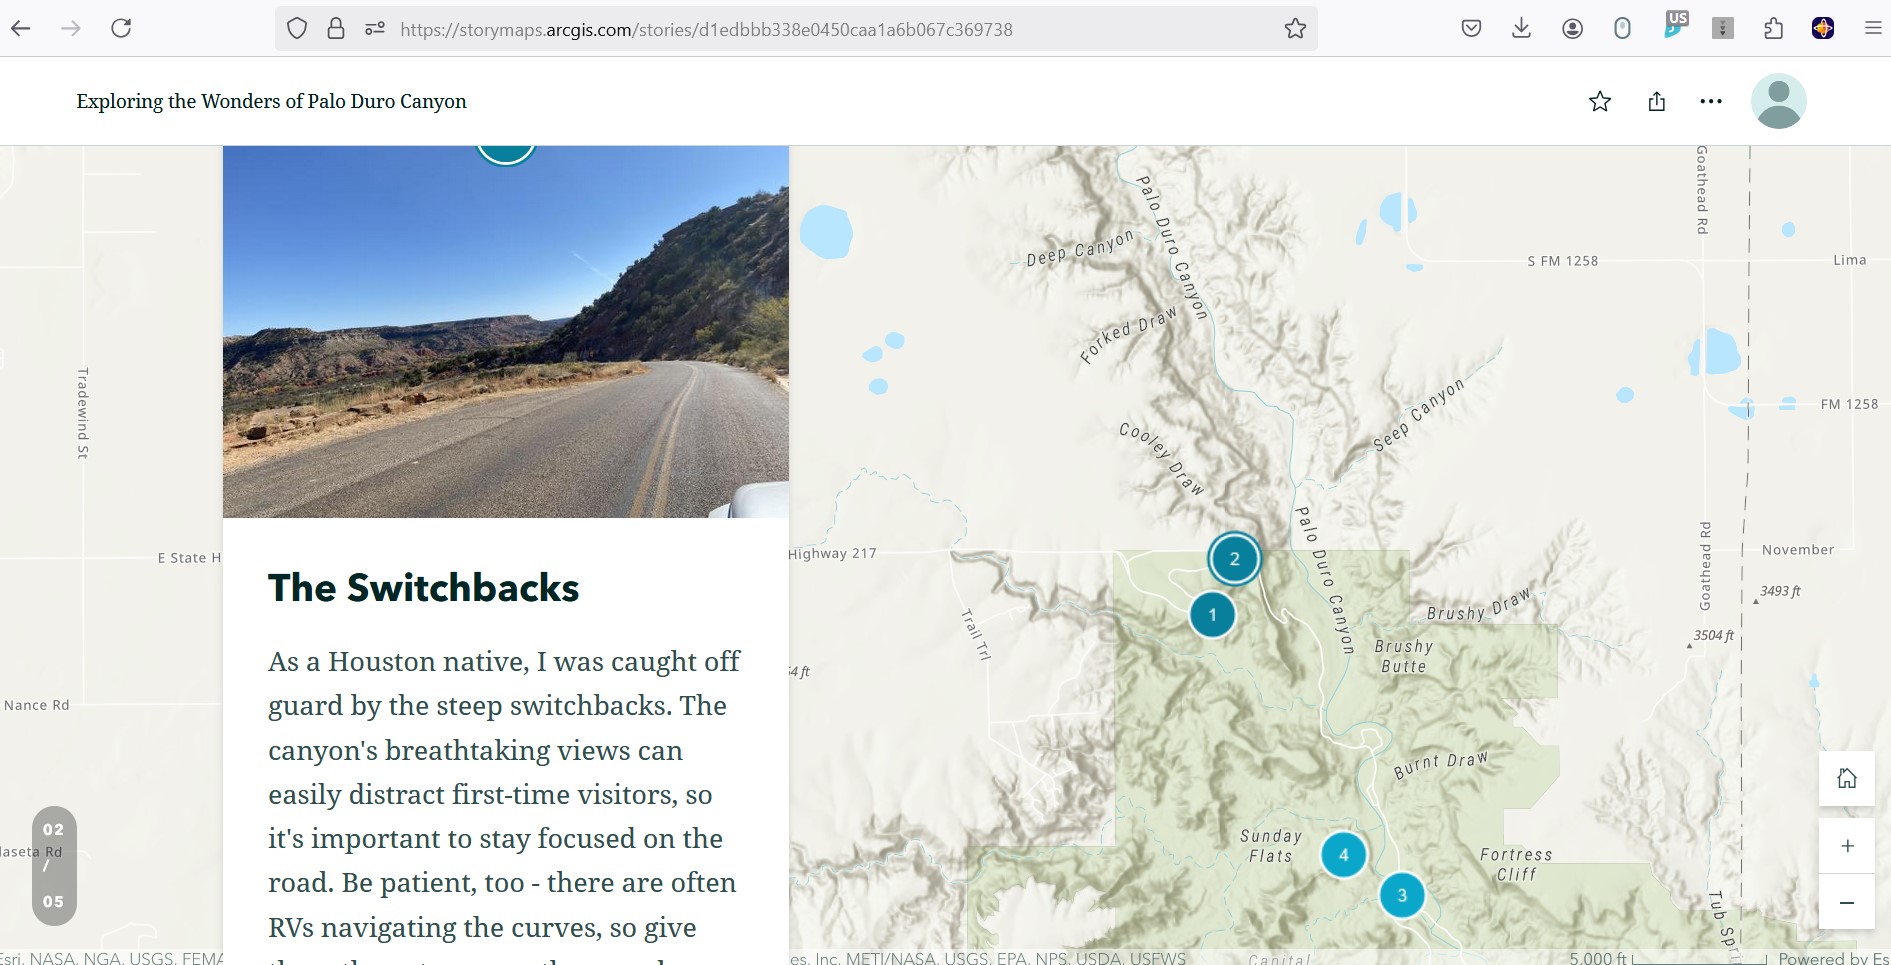 https://storymaps.arcgis.com/stories/d1edbbb338e0450caa1a6b067c369738
US
Exploring the Wonders of Palo Duro Canyon
The Switchbacks
As a Houston native, I was caught off
guard by the steep switchbacks. The
canyon's breathtaking views can
easily distract first-time visitors, so
it's important to stay focused on the
road. Be patient, too - there are often
RVs navigating the curves, so give
Tradewind St
E State H
Nance Rd
laseta Rd
02
/
05
Palo Duro Canyon
Deep Canyon
Forked Draw
Cooley Draw
Seep Canyon
Goathead Rd
S FM 1258
Lima
FM 1258
Highway 217
2
1
Palo Duro Canyon
Trail Trl
4 ft
Brushy Draw
Brushy
Butte
Goathead Rd
November
3493 ft
3504 ft
Burnt Draw
Sunday
Flats
4
3
Fortress
Cliff
Tub Spri
Capital
+
−
Esri, NASA, NGA, USGS, FEMA
es, Inc, METI/NASA, USGS, EPA, NPS, USDA, USFWS
5,000 ft
Powered by Es